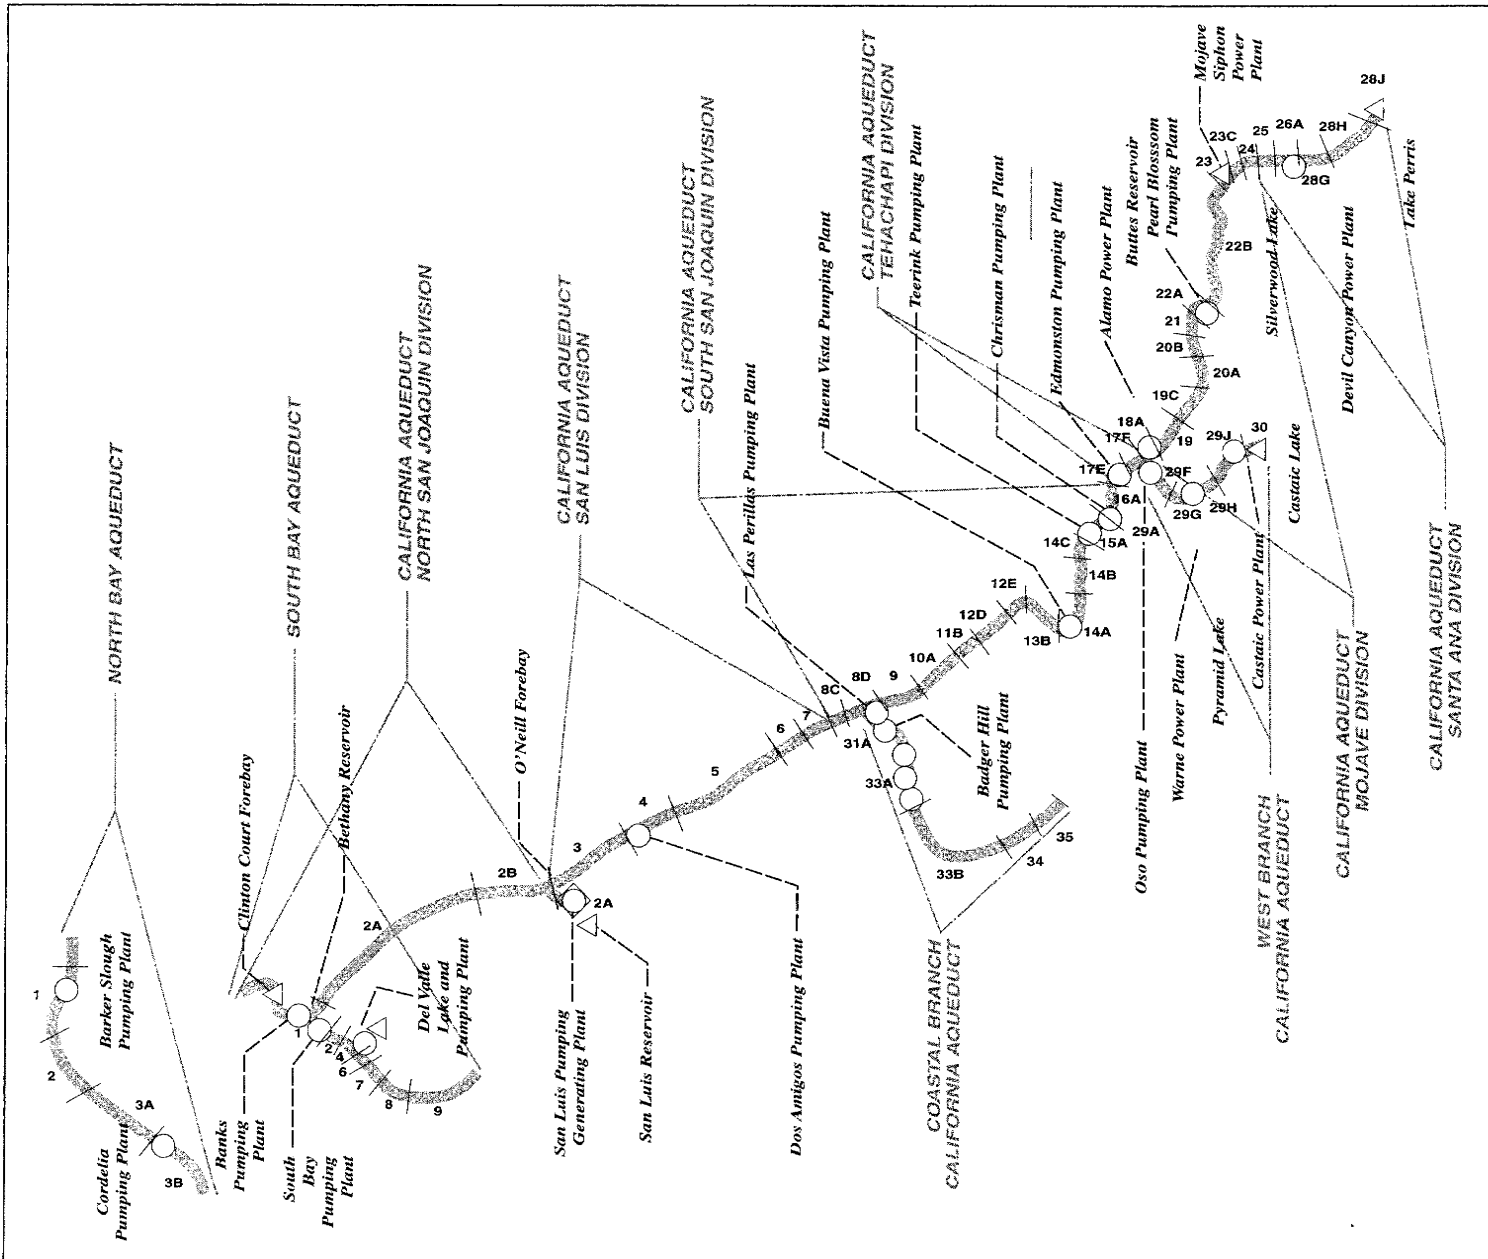 NORTH BAY AQUEDUCT
SOUTH BAY AQUEDUCT
CALIFORNIA AQUEDUCT
NORTH SAN JOAQUIN DIVISION
CALIFORNIA AQUEDUCT
SAN LUIS DIVISION
CALIFORNIA AQUEDUCT
SOUTH SAN JOAQUIN DIVISION
CALIFORNIA AQUEDUCT
TEHACHAPI DIVISION
Mojave
Siphon
Power
Plant
Barker Slough
Pumping Plant
Cordelia
Pumping Plant
1
2
3A
3B
Clinton Court Forebay
Bethany Reservoir
Banks
Pumping
Plant
South
Bay
Pumping
Plant
Del Valle
Lake and
Pumping Plant
1
2
4
6
7
8
9
2A
2B
O'Neill Forebay
2A
San Luis Pumping
Generating Plant
San Luis Reservoir
3
4
5
6
7
Dos Amigos Pumping Plant
Las Perillas Pumping Plant
8C
8D
9
10A
11B
12D
12E
13B
14A
14B
14C
15A
16A
17E
17F
18A
19
19C
20A
20B
21
22A
22B
23
23C
24
25
26A
28G
28H
28J
31A
33A
33B
34
35
Badger Hill
Pumping Plant
COASTAL BRANCH
CALIFORNIA AQUEDUCT
Buena Vista Pumping Plant
Teerink Pumping Plant
Chrisman Pumping Plant
Edmonston Pumping Plant
Alamo Power Plant
Buttes Reservoir
Pearl Blosssom
Pumping Plant
29A
29F
29G
29H
29J
30
Oso Pumping Plant
Warne Power Plant
Pyramid Lake
Castaic Power Plant
Castaic Lake
WEST BRANCH
CALIFORNIA AQUEDUCT
Silverwood Lake
Devil Canyon Power Plant
Lake Perris
CALIFORNIA AQUEDUCT
MOJAVE DIVISION
CALIFORNIA AQUEDUCT
SANTA ANA DIVISION